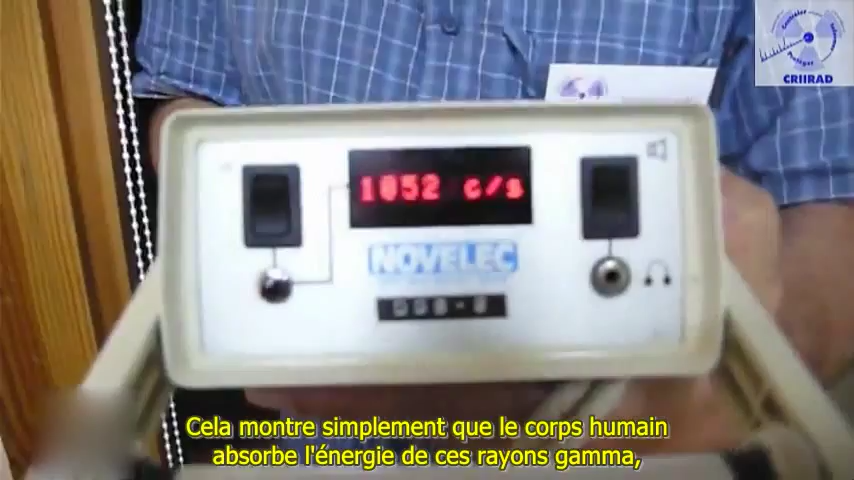 CRIIRAD
1052 c/s
NOVELEC
Cela montre simplement que le corps humain
absorbe l'énergie de ces rayons gamma,